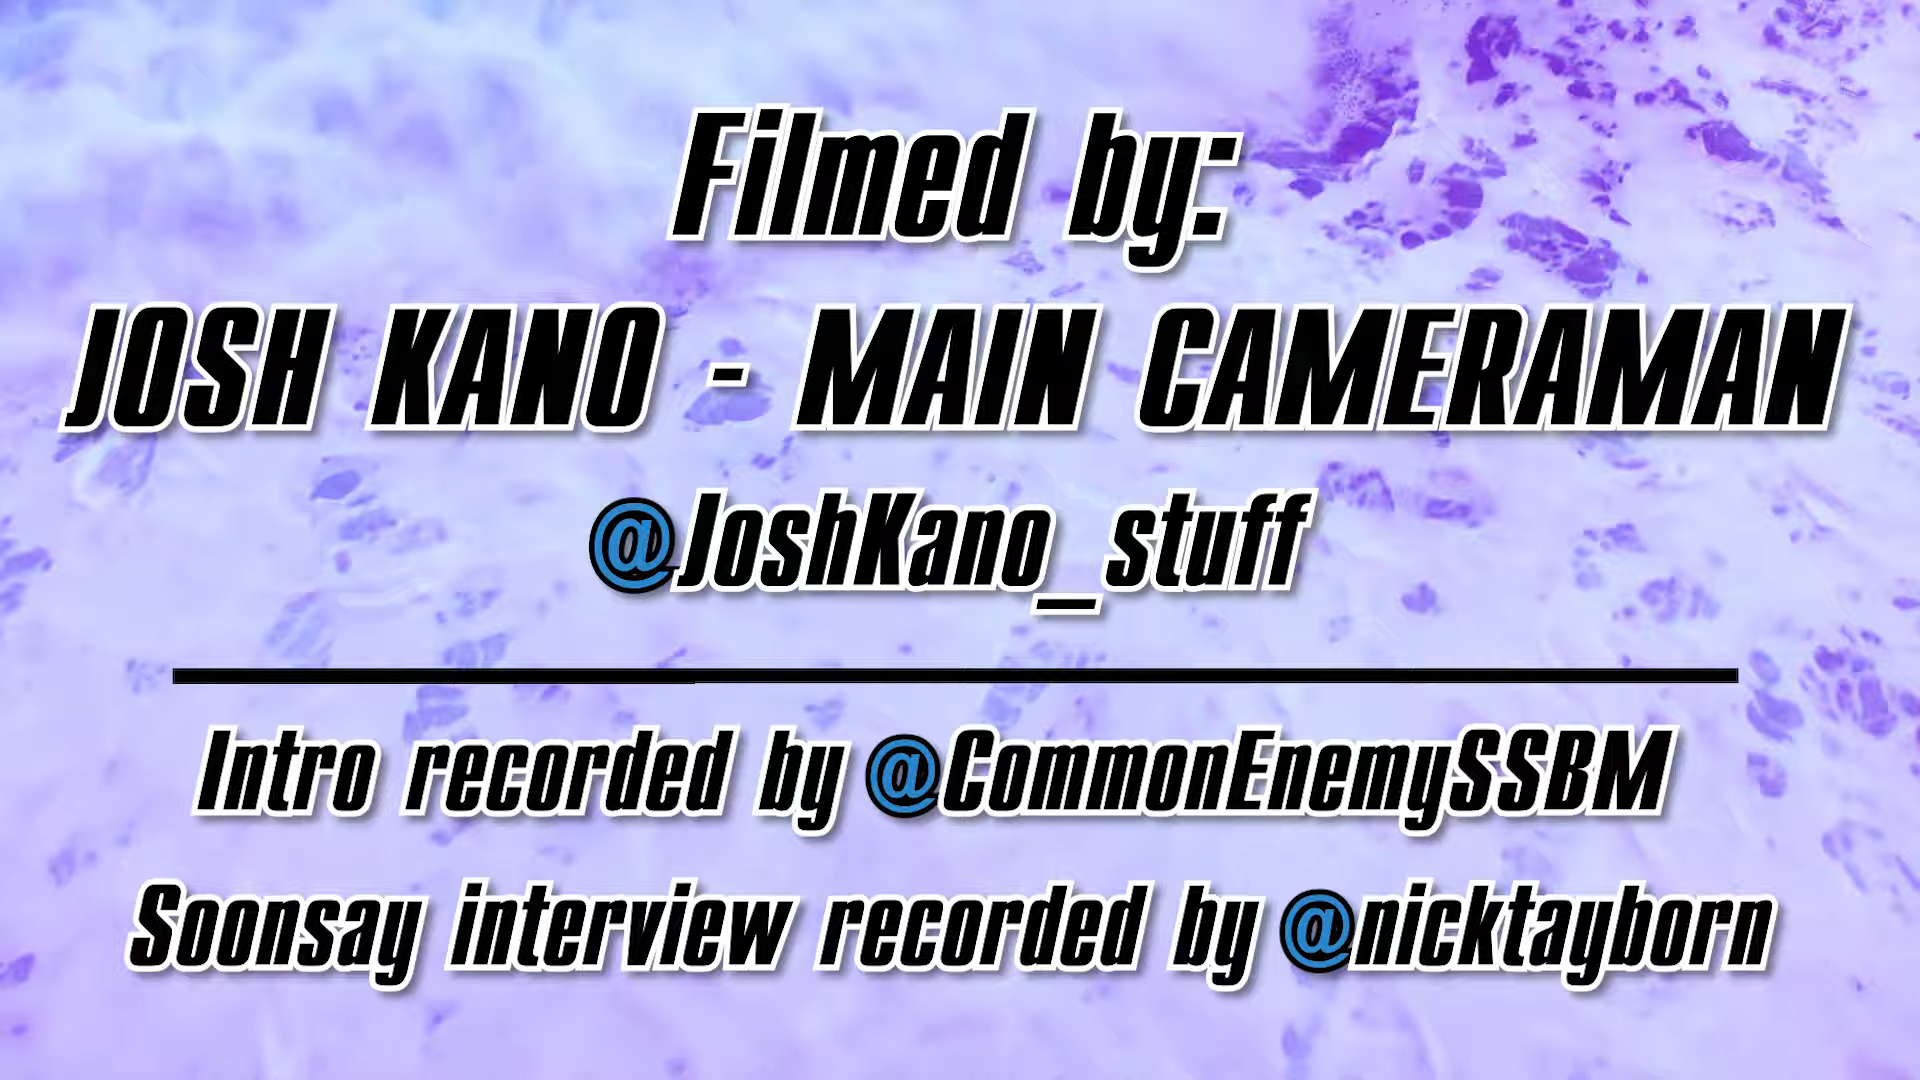 Filmed by:
JOSH KANO - MAIN CAMERAMAN
@JoshKano_stuff
Intro recorded by @CommonEnemySSBM
Soonsay interview recorded by @nicktayborn